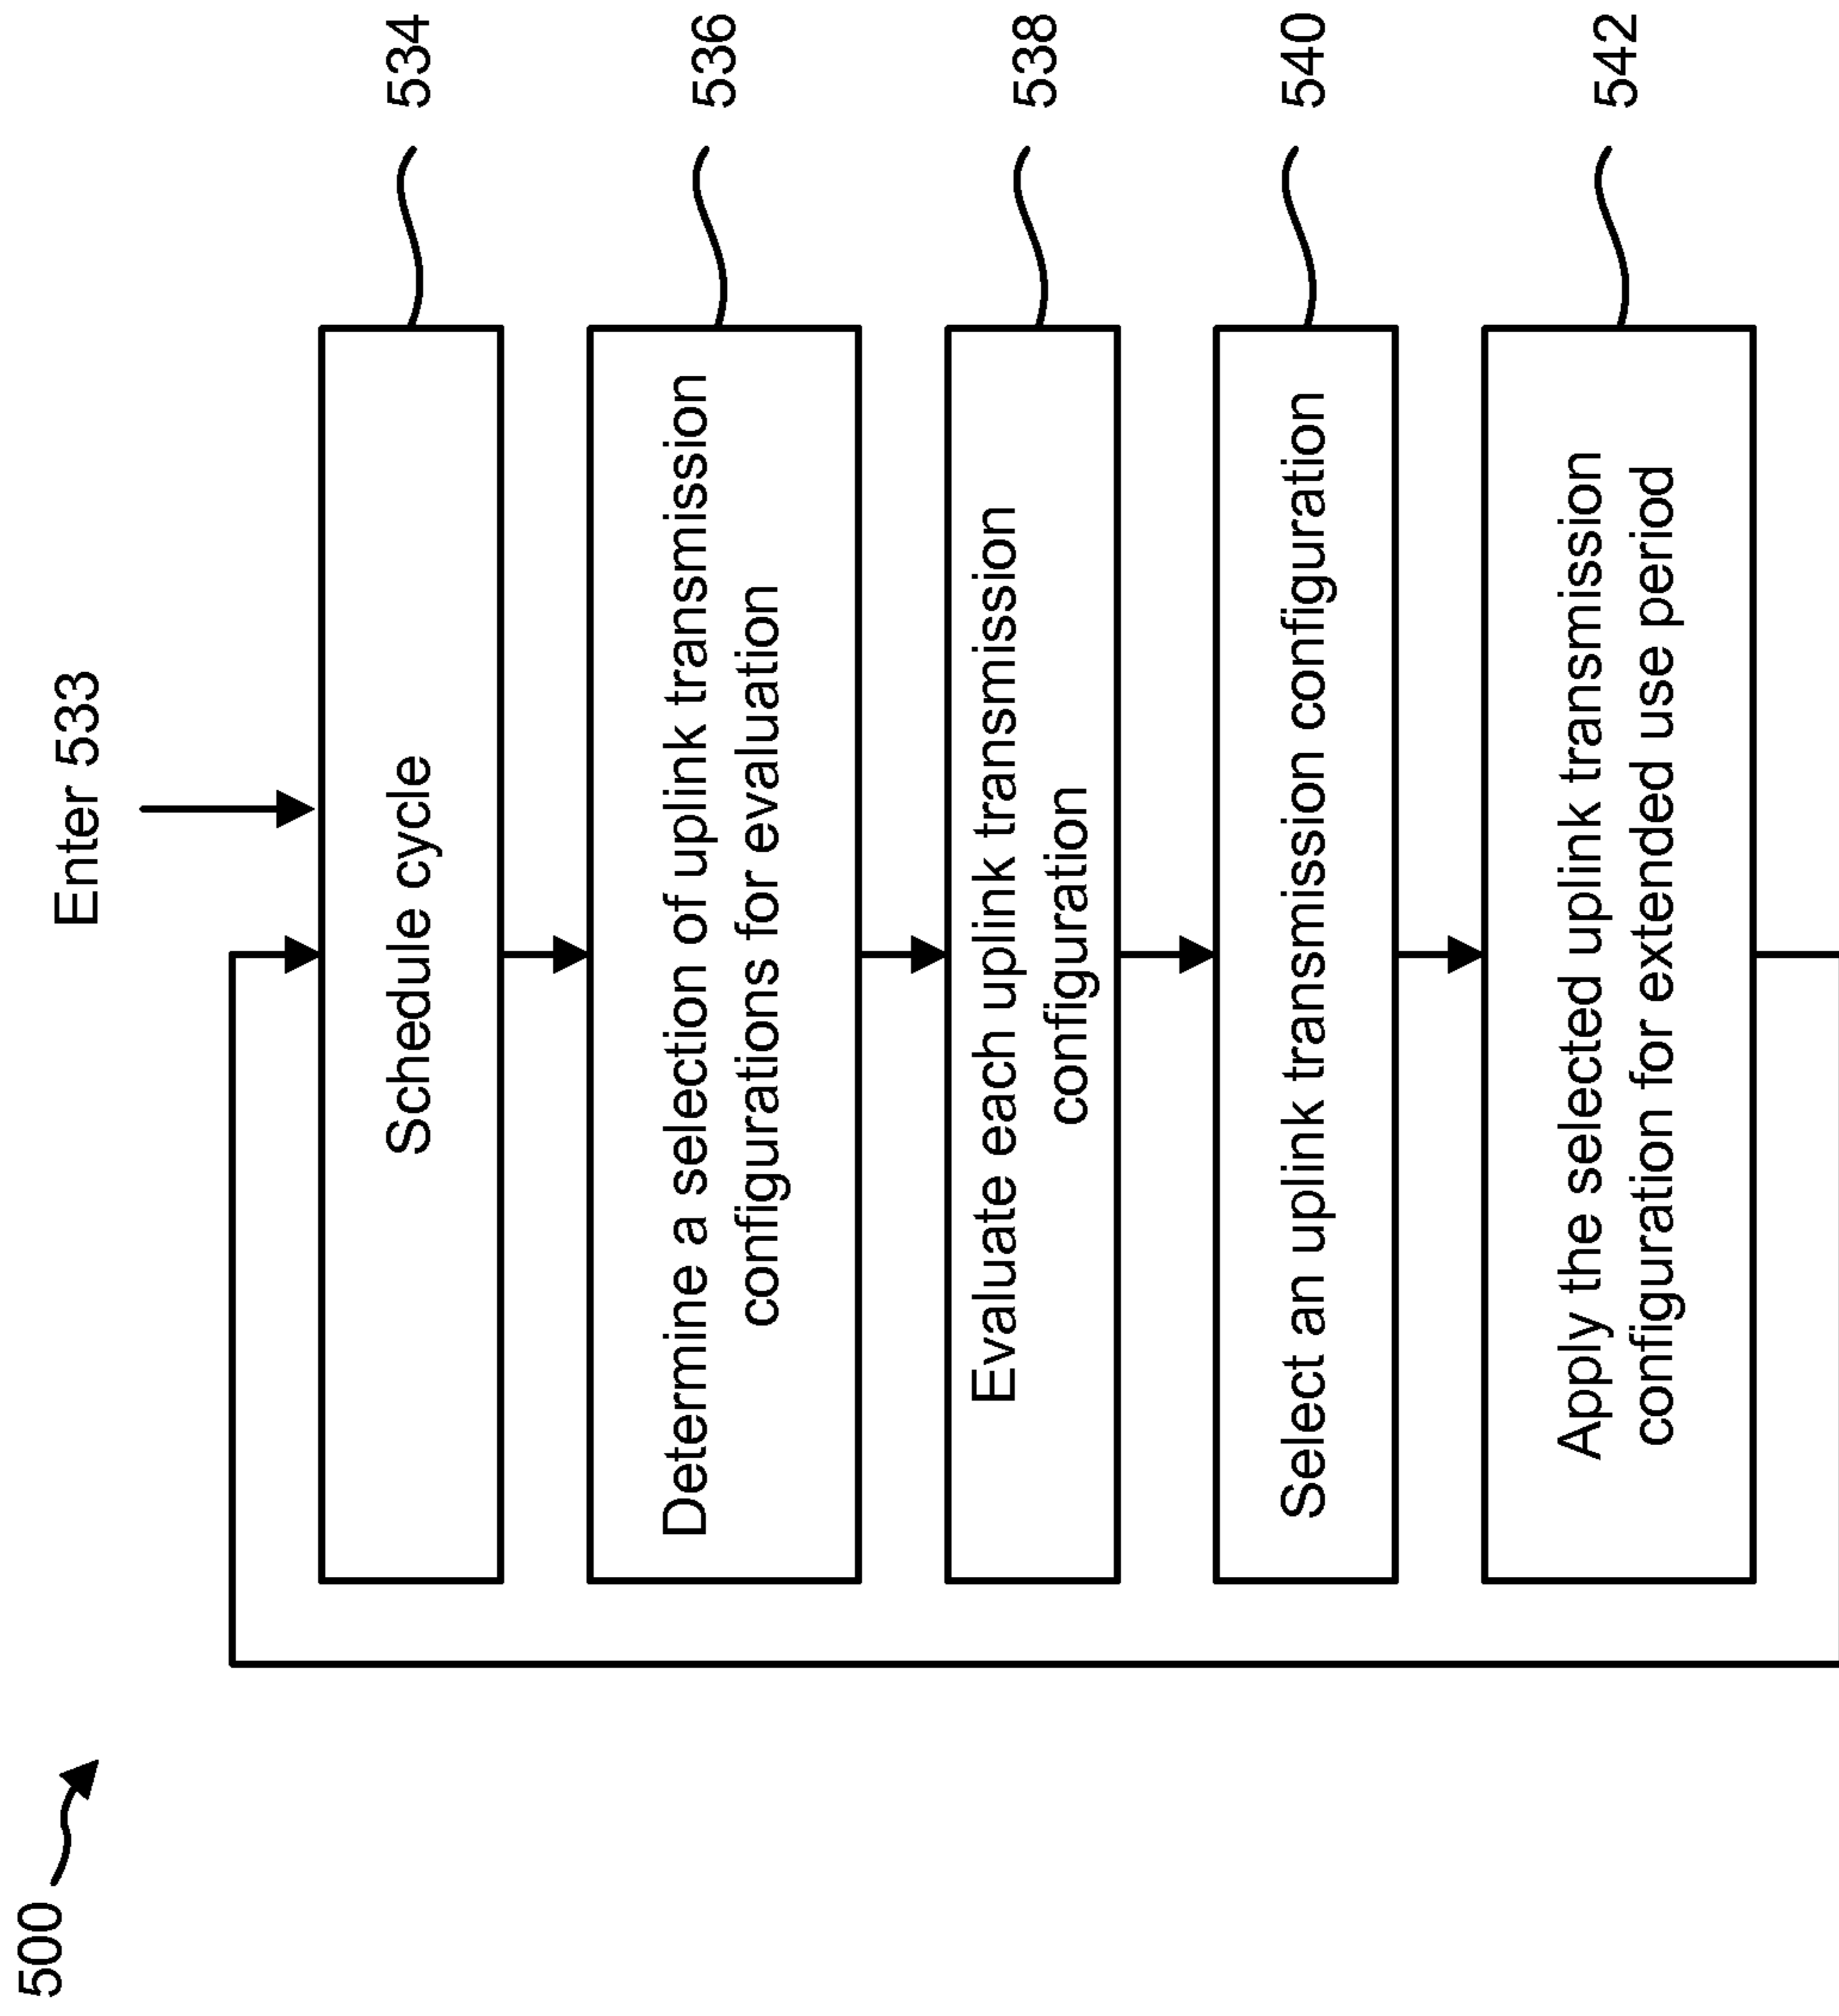 500
Enter 533
Schedule cycle
534
Determine a selection of uplink transmission
configurations for evaluation
536
Evaluate each uplink transmission
configuration
538
Select an uplink transmission configuration
540
Apply the selected uplink transmission
configuration for extended use period
542